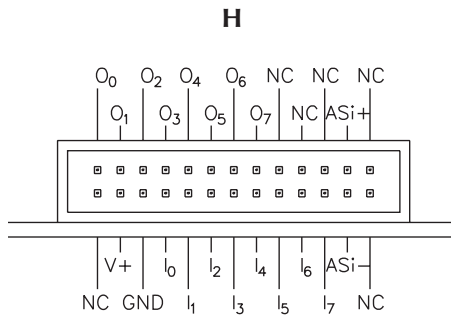 H
O₀ O₂ O₄ O₆ NC NC NC
O₁ O₃ O₅ O₇ NC ASi+
V+ I₀ I₂ I₄ I₆ ASi−
NC GND I₁ I₃ I₅ I₇ NC